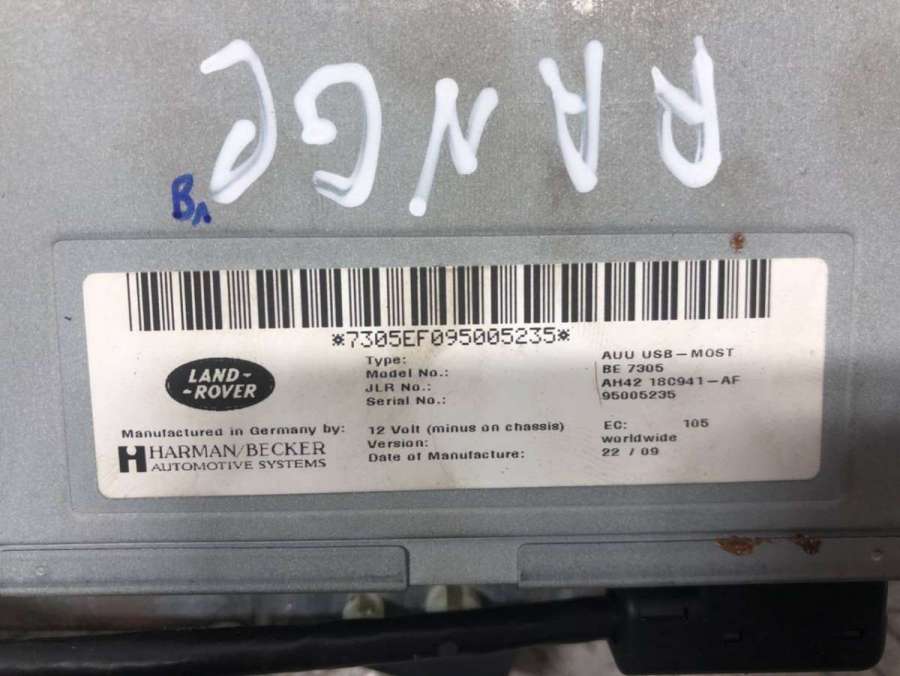 RANGE
Вл
*7305EF095005235*
LAND-
-ROVER
Type: AUU USB-MOST
Model No.: BE 7305
JLR No.: AH42 18C941-AF
Serial No.: 95005235
Manufactured in Germany by:
HARMAN/BECKER
AUTOMOTIVE SYSTEMS
12 Volt (minus on chassis) EC: 105
Version: worldwide
Date of Manufacture: 22 / 09